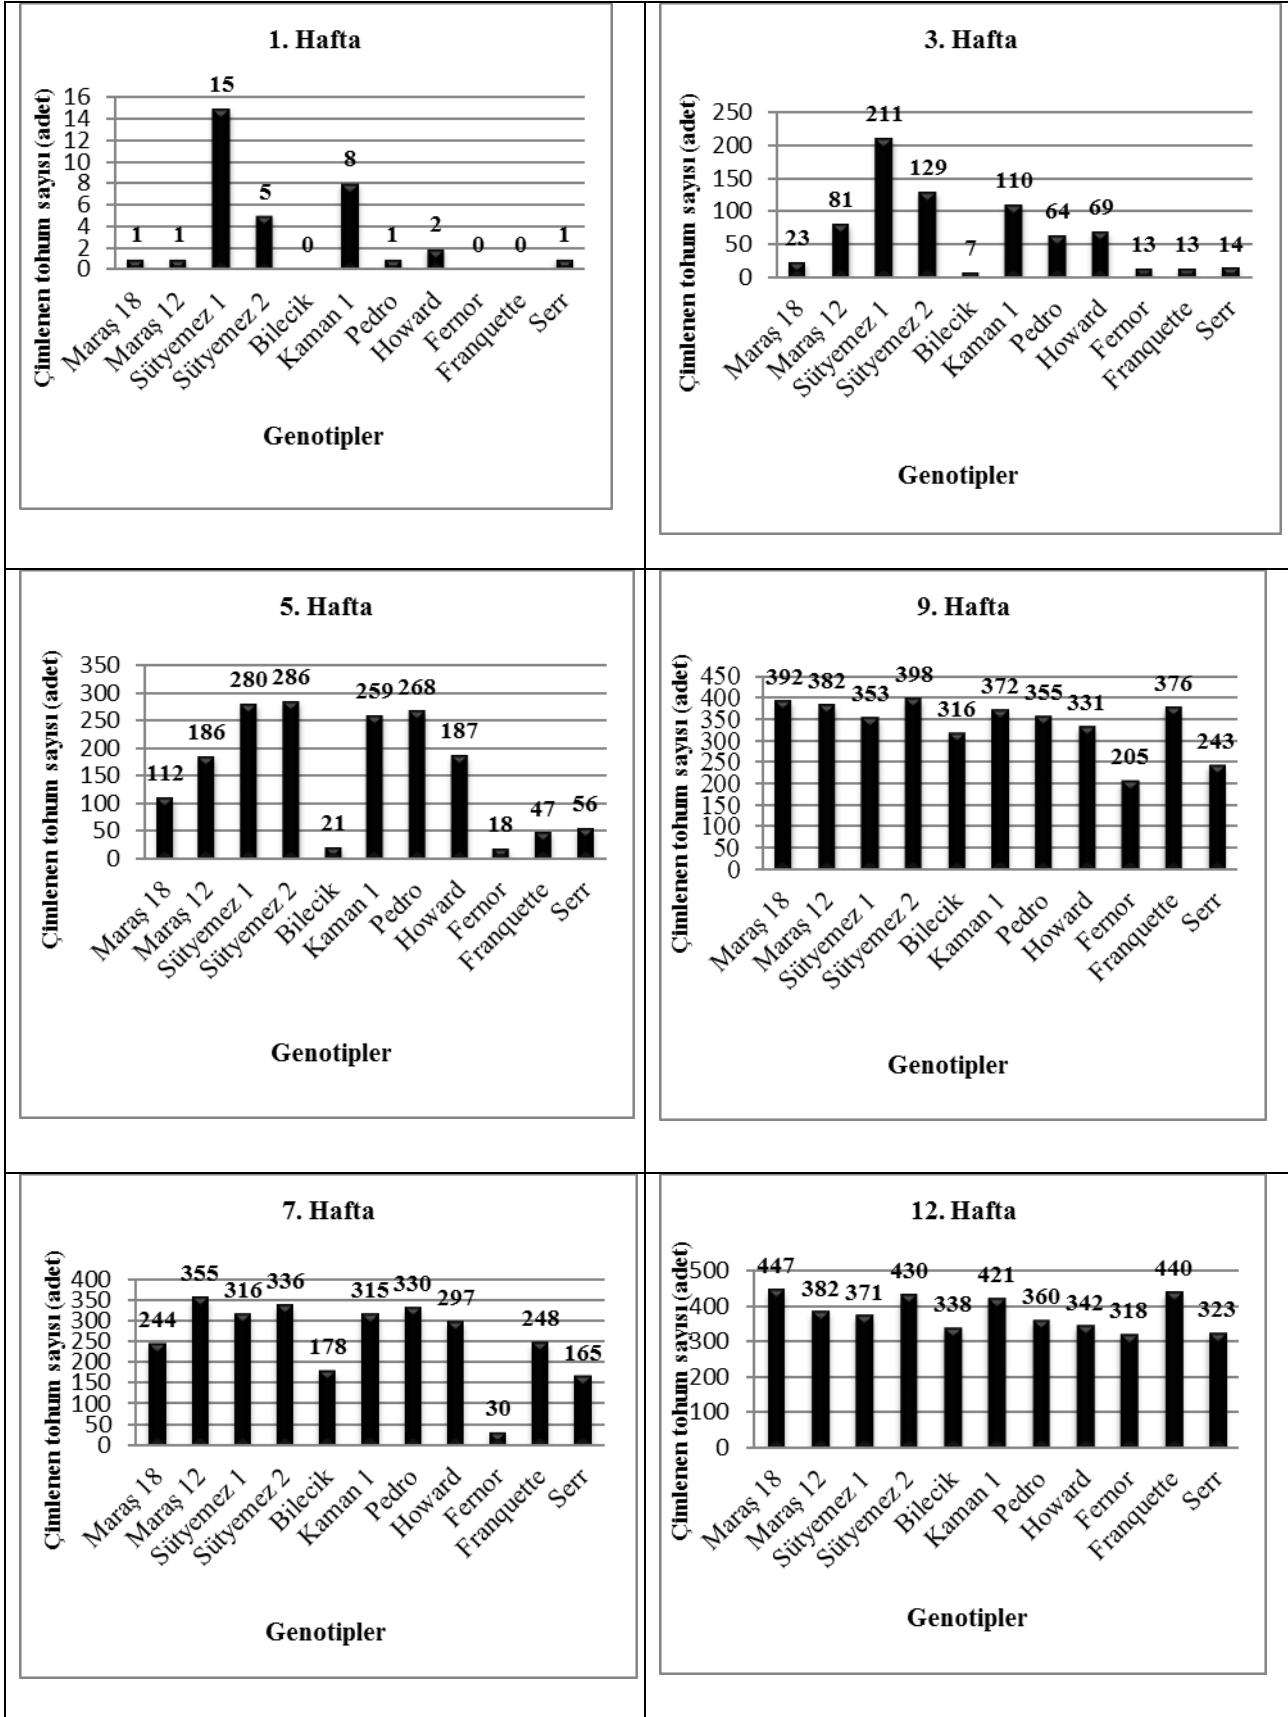 1. Hafta
Çimlenen tohum sayısı (adet)
16
14
12
10
8
6
4
2
0
1
1
15
5
0
8
1
2
0
0
1
Maraş 18
Maraş 12
Sütyemez 1
Sütyemez 2
Bilecik
Kaman 1
Pedro
Howard
Fernor
Franquette
Serr
Genotipler
3. Hafta
Çimlenen tohum sayısı (adet)
250
200
150
100
50
0
23
81
211
129
7
110
64
69
13
13
14
Maraş 18
Maraş 12
Sütyemez 1
Sütyemez 2
Bilecik
Kaman 1
Pedro
Howard
Fernor
Franquette
Serr
Genotipler
5. Hafta
Çimlenen tohum sayısı (adet)
350
300
250
200
150
100
50
0
112
186
280
286
21
259
268
187
18
47
56
Maraş 18
Maraş 12
Sütyemez 1
Sütyemez 2
Bilecik
Kaman 1
Pedro
Howard
Fernor
Franquette
Serr
Genotipler
9. Hafta
Çimlenen tohum sayısı (adet)
450
400
350
300
250
200
150
100
50
0
392
382
353
398
316
372
355
331
205
376
243
Maraş 18
Maraş 12
Sütyemez 1
Sütyemez 2
Bilecik
Kaman 1
Pedro
Howard
Fernor
Franquette
Serr
Genotipler
7. Hafta
Çimlenen tohum sayısı (adet)
400
350
300
250
200
150
100
50
0
244
355
316
336
178
315
330
297
30
248
165
Maraş 18
Maraş 12
Sütyemez 1
Sütyemez 2
Bilecik
Kaman 1
Pedro
Howard
Fernor
Franquette
Serr
Genotipler
12. Hafta
Çimlenen tohum sayısı (adet)
500
400
300
200
100
0
447
382
371
430
338
421
360
342
318
440
323
Maraş 18
Maraş 12
Sütyemez 1
Sütyemez 2
Bilecik
Kaman 1
Pedro
Howard
Fernor
Franquette
Serr
Genotipler